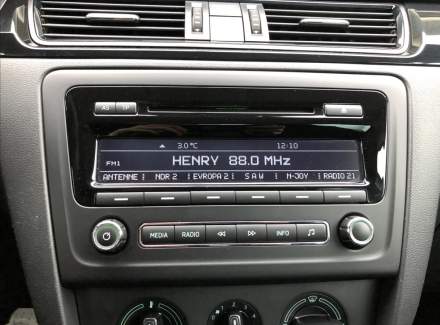 AS TP
3.0°C 12:10
FM1 HENRY 88.0 MHz
ANTENNE NDR 2 EVROPA 2 S A W N-JOY RADIO 21
MEDIA RADIO INFO